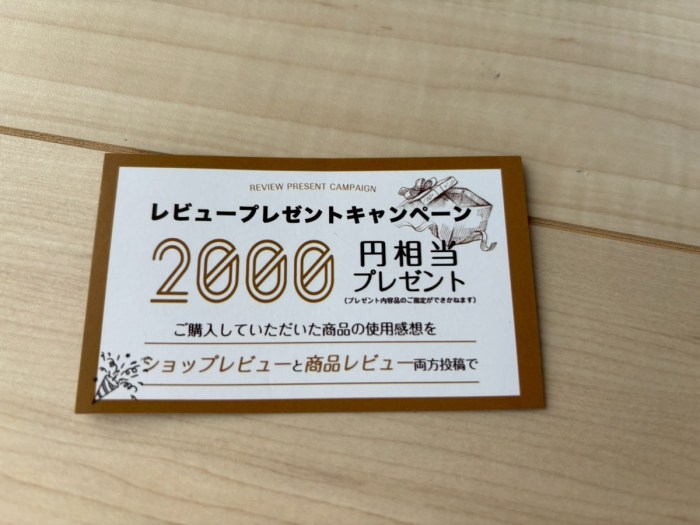 REVIEW PRESENT CAMPAIGN
レビュープレゼントキャンペーン
2000 円相当
プレゼント
(プレゼント内容品のご指定ができかねます)
ご購入していただいた商品の使用感想を
ショップレビューと商品レビュー両方投稿で